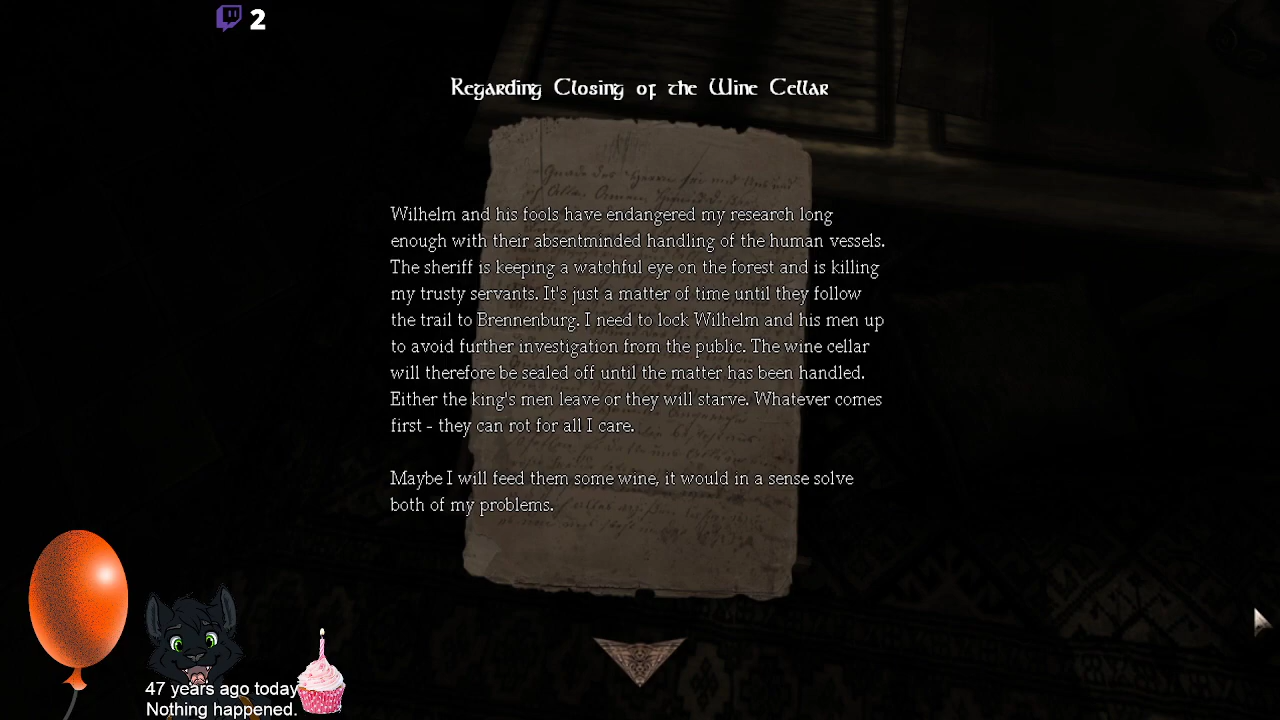 2
Regarding Closing of the Wine Cellar
Wilhelm and his fools have endangered my research long
enough with their absentminded handling of the human vessels.
The sheriff is keeping a watchful eye on the forest and is killing
my trusty servants. It's just a matter of time until they follow
the trail to Brennenburg. I need to lock Wilhelm and his men up
to avoid further investigation from the public. The wine cellar
will therefore be sealed off until the matter has been handled.
Either the king's men leave or they will starve. Whatever comes
first - they can rot for all I care.
Maybe I will feed them some wine, it would in a sense solve
both of my problems.
47 years ago today
Nothing happened.